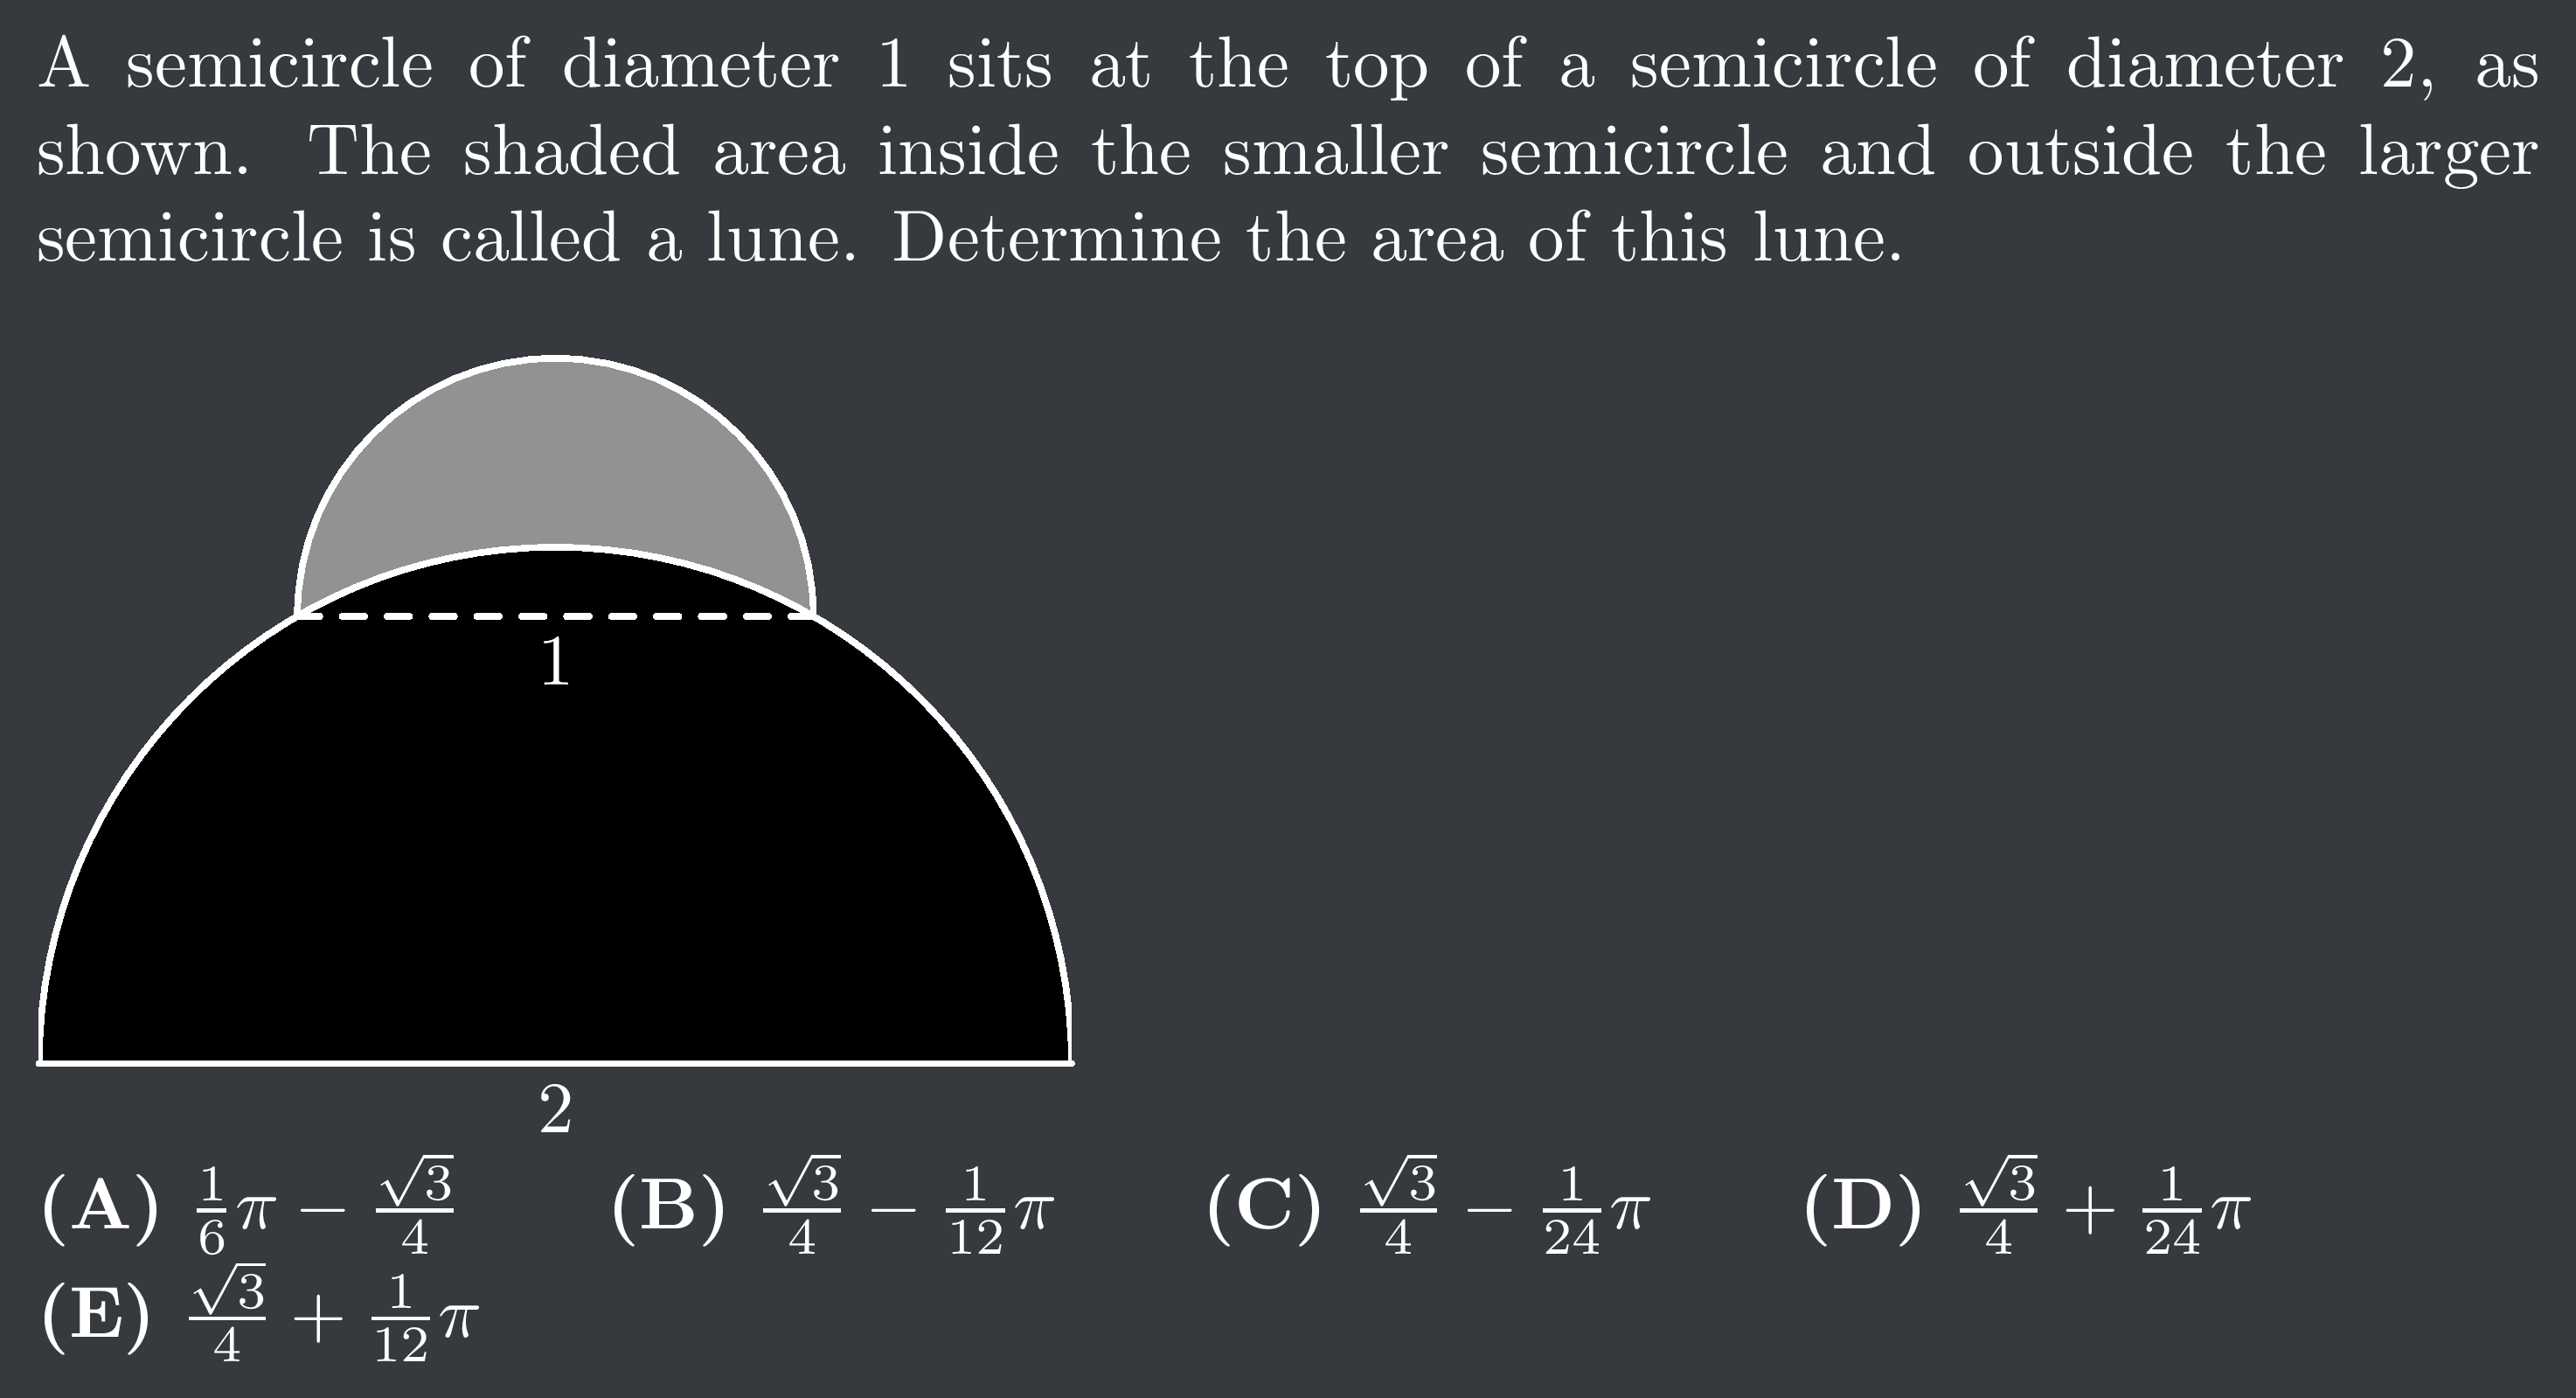 A semicircle of diameter 1 sits at the top of a semicircle of diameter 2, as
shown. The shaded area inside the smaller semicircle and outside the larger
semicircle is called a lune. Determine the area of this lune.
1
2
(A) $\frac{1}{6}\pi - \frac{\sqrt{3}}{4}$ (B) $\frac{\sqrt{3}}{4} - \frac{1}{12}\pi$ (C) $\frac{\sqrt{3}}{4} - \frac{1}{24}\pi$ (D) $\frac{\sqrt{3}}{4} + \frac{1}{24}\pi$
(E) $\frac{\sqrt{3}}{4} + \frac{1}{12}\pi$